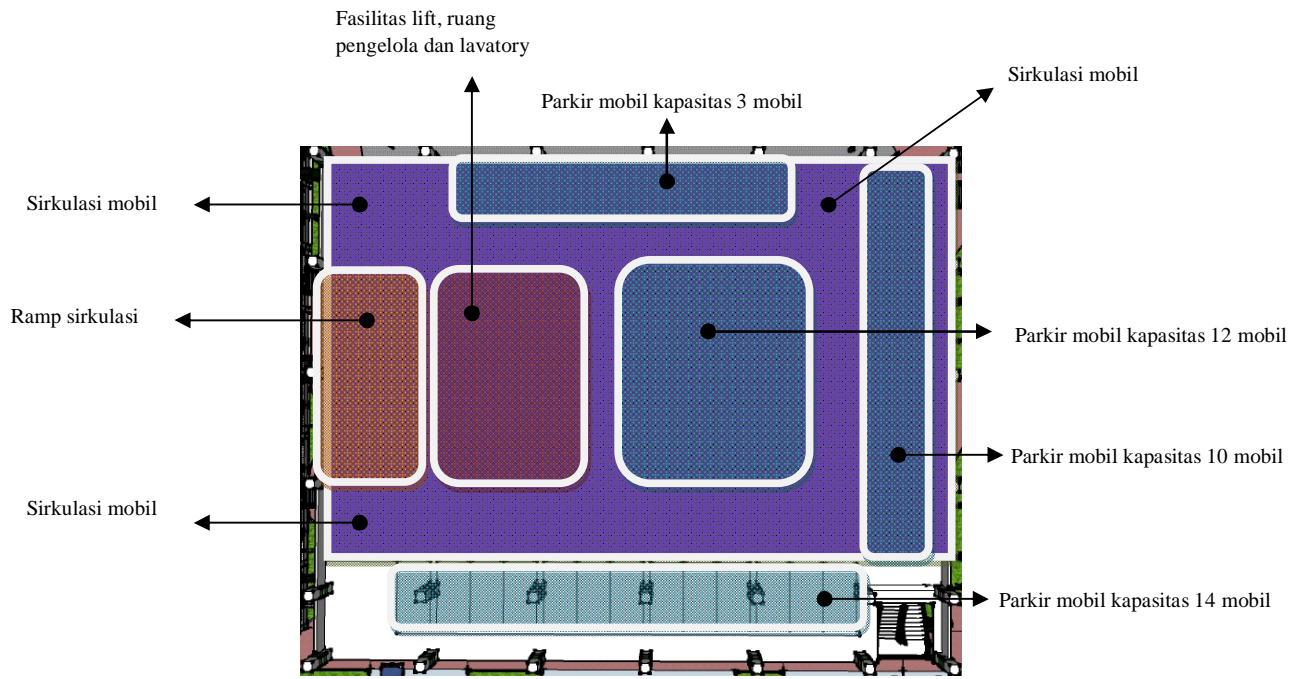 Fasilitas lift, ruang
pengelola dan lavatory
Sirkulasi mobil
Parkir mobil kapasitas 3 mobil
Sirkulasi mobil
Ramp sirkulasi
Parkir mobil kapasitas 12 mobil
Parkir mobil kapasitas 10 mobil
Sirkulasi mobil
Parkir mobil kapasitas 14 mobil